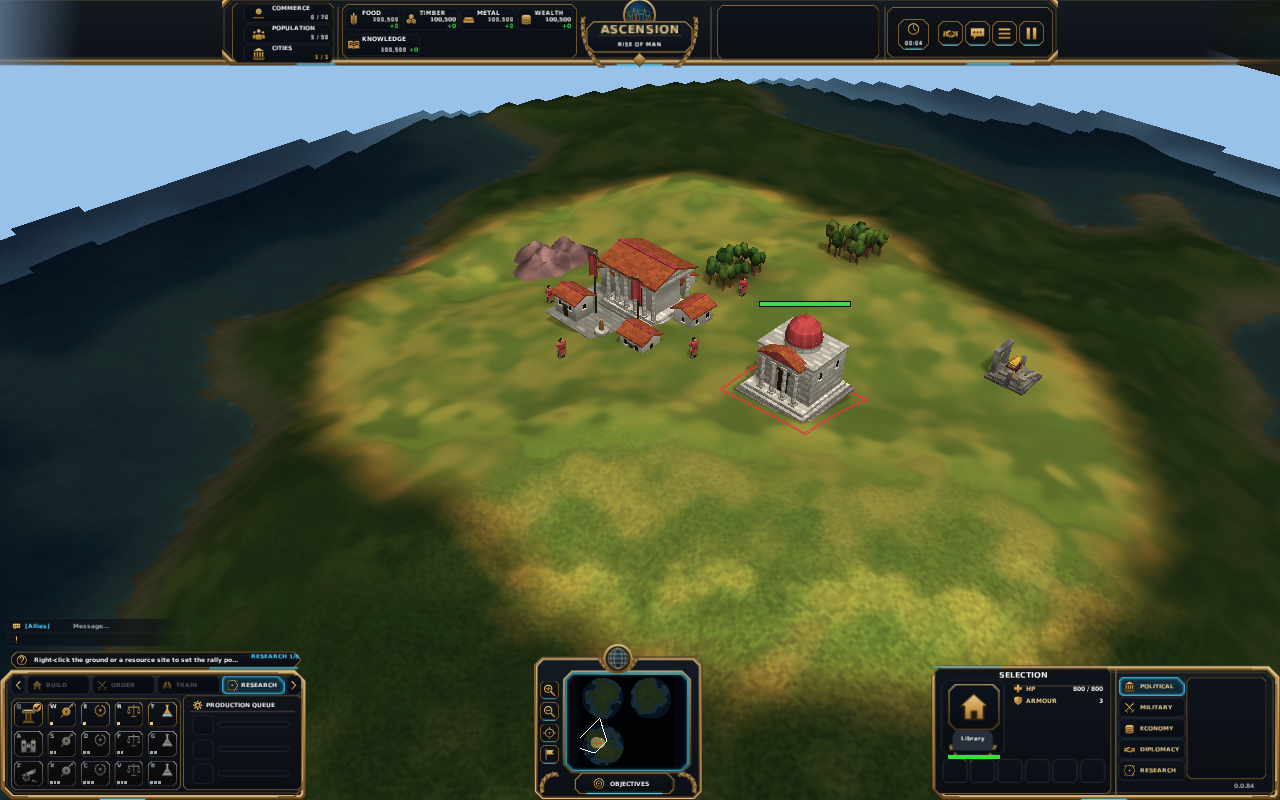 COMMERCE
0 / 70
POPULATION
5 / 50
CITIES
1 / 1
FOOD
100,500
+0
TIMBER
100,500
+0
METAL
100,500
+0
WEALTH
100,500
+0
KNOWLEDGE
100,500 +0
ASCENSION
RISE OF MAN
00:04
[Allies] Message...
!
Right-click the ground or a resource site to set the rally po...
RESEARCH 1/6
BUILD
ORDER
TRAIN
RESEARCH
Q W E R T
A S D F G
Z X C V B
PRODUCTION QUEUE
OBJECTIVES
SELECTION
HP 800 / 800
ARMOUR 3
Library
POLITICAL
MILITARY
ECONOMY
DIPLOMACY
RESEARCH
0.0.84